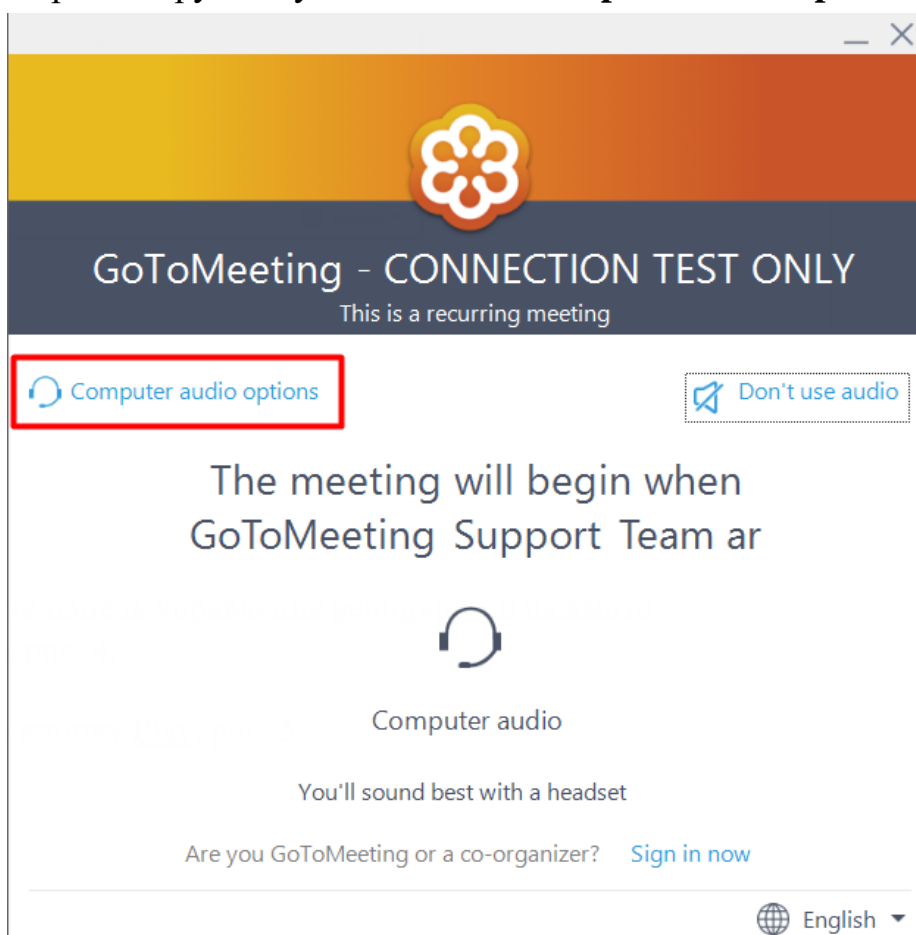 GoToMeeting - CONNECTION TEST ONLY
This is a recurring meeting
Computer audio options
Don't use audio
The meeting will begin when
GoToMeeting Support Team ar
Computer audio
You'll sound best with a headset
Are you GoToMeeting or a co-organizer? Sign in now
English